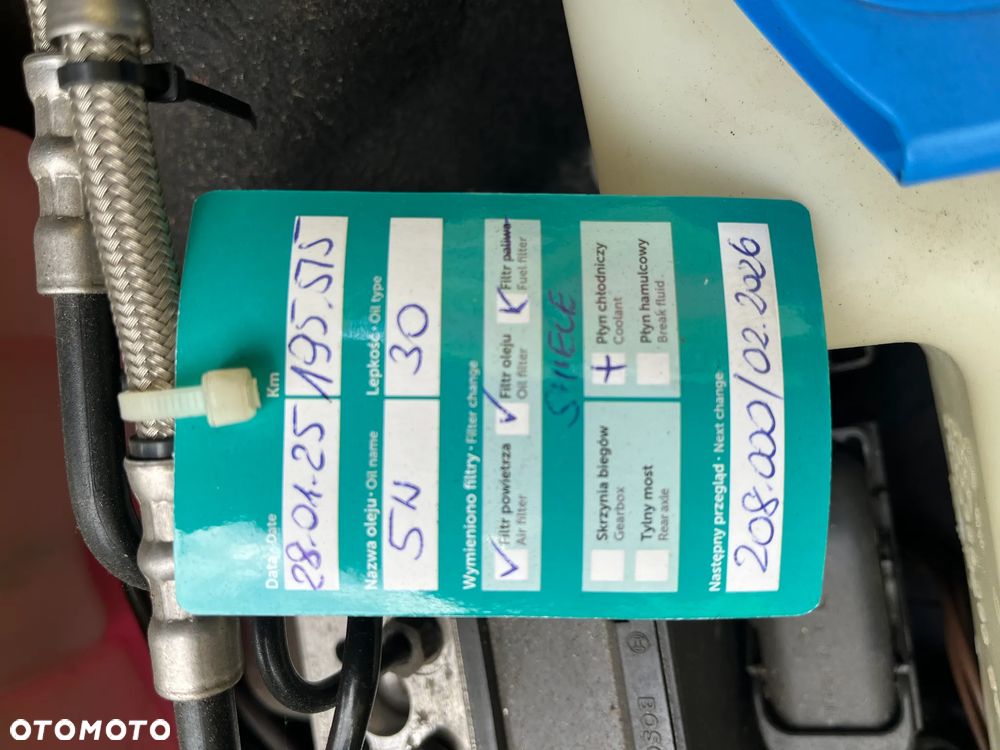 Data · Date
Km
28.01.25
195.575
Nazwa oleju · Oil name
Lepkość · Oil type
5W
30
Wymieniono filtry · Filter change
Filtr powietrza
Air filter
Filtr oleju
Oil filter
Filtr paliwa
Fuel filter
Skrzynia biegów
Gearbox
Płyn chłodniczy
Coolant
Tylny most
Rear axle
Płyn hamulcowy
Break fluid
Następny przegląd · Next change
208.000/02.2026
OTOMOTO